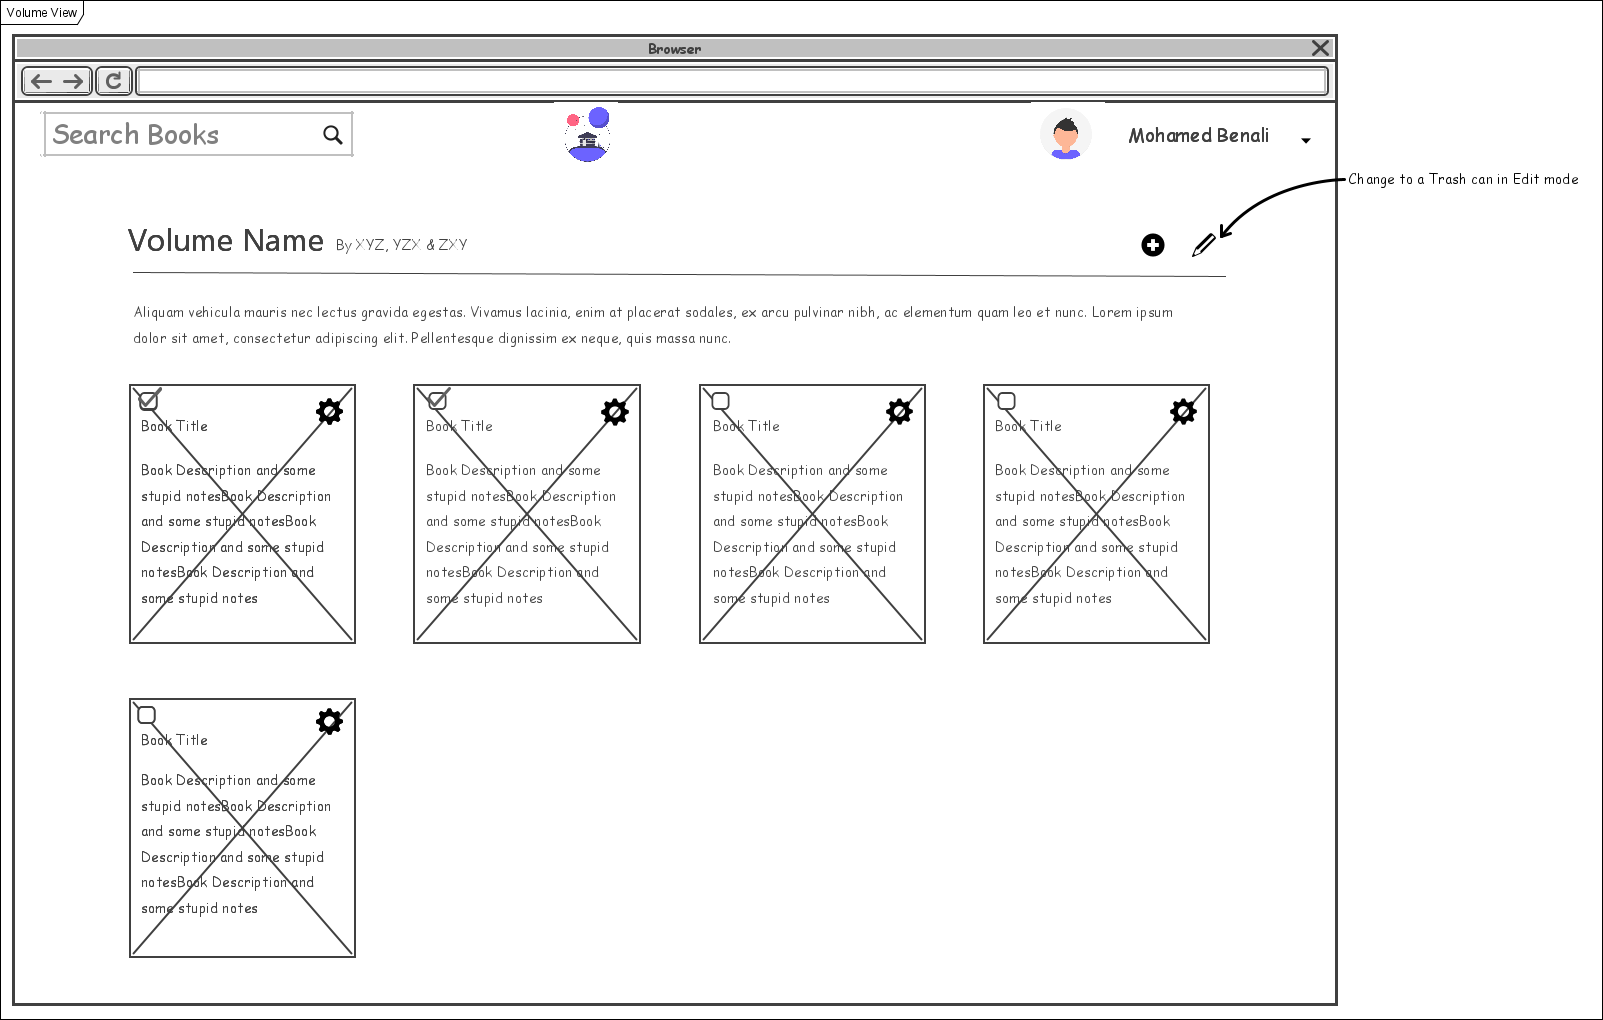 Volume View
Browser
Search Books
Mohamed Benali
Change to a Trash can in Edit mode
Volume Name By XYZ, YZX & ZXY
Aliquam vehicula mauris nec lectus gravida egestas. Vivamus lacinia, enim at placerat sodales, ex arcu pulvinar nibh, ac elementum quam leo et nunc. Lorem ipsum
dolor sit amet, consectetur adipiscing elit. Pellentesque dignissim ex neque, quis massa nunc.
Book Title
Book Description and some
stupid notesBook Description
and some stupid notesBook
Description and some stupid
notesBook Description and
some stupid notes
Book Title
Book Description and some
stupid notesBook Description
and some stupid notesBook
Description and some stupid
notesBook Description and
some stupid notes
Book Title
Book Description and some
stupid notesBook Description
and some stupid notesBook
Description and some stupid
notesBook Description and
some stupid notes
Book Title
Book Description and some
stupid notesBook Description
and some stupid notesBook
Description and some stupid
notesBook Description and
some stupid notes
Book Title
Book Description and some
stupid notesBook Description
and some stupid notesBook
Description and some stupid
notesBook Description and
some stupid notes